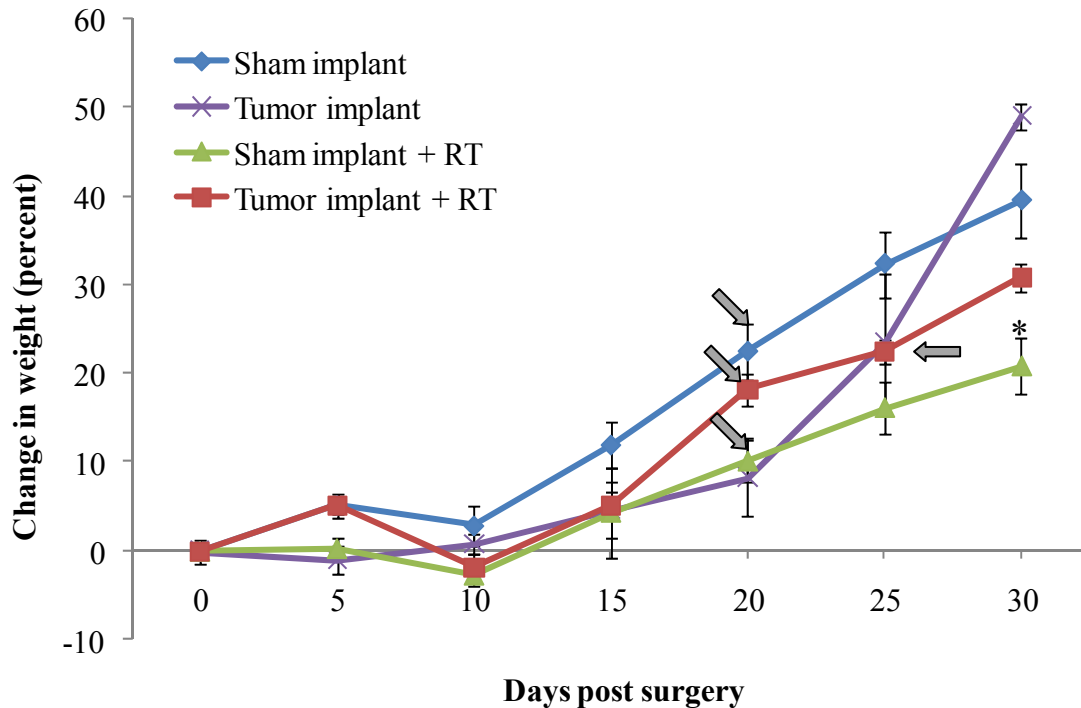 60
50
40
30
20
10
0
-10
Change in weight (percent)
Sham implant
Tumor implant
Sham implant + RT
Tumor implant + RT
*
0 5 10 15 20 25 30
Days post surgery